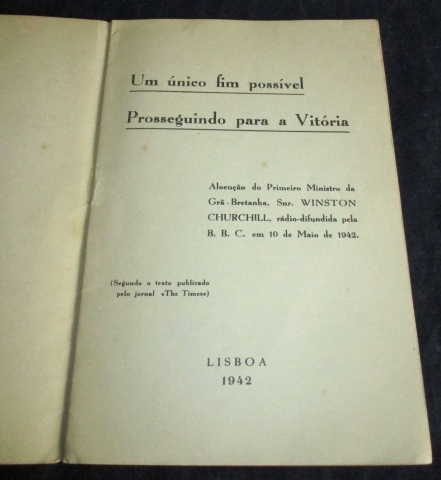 Um único fim possível
Prosseguindo para a Vitória
Alocução do Primeiro Ministro da
Grã-Bretanha, Snr. WINSTON
CHURCHILL, rádio-difundida pela
B. B. C. em 10 de Maio de 1942.
(Segundo o texto publicado
pelo jornal «The Times»)
LISBOA
1942